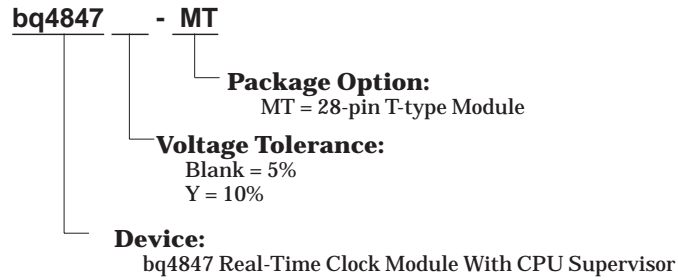 bq4847 - MT
Package Option:
MT = 28-pin T-type Module
Voltage Tolerance:
Blank = 5%
Y = 10%
Device:
bq4847 Real-Time Clock Module With CPU Supervisor